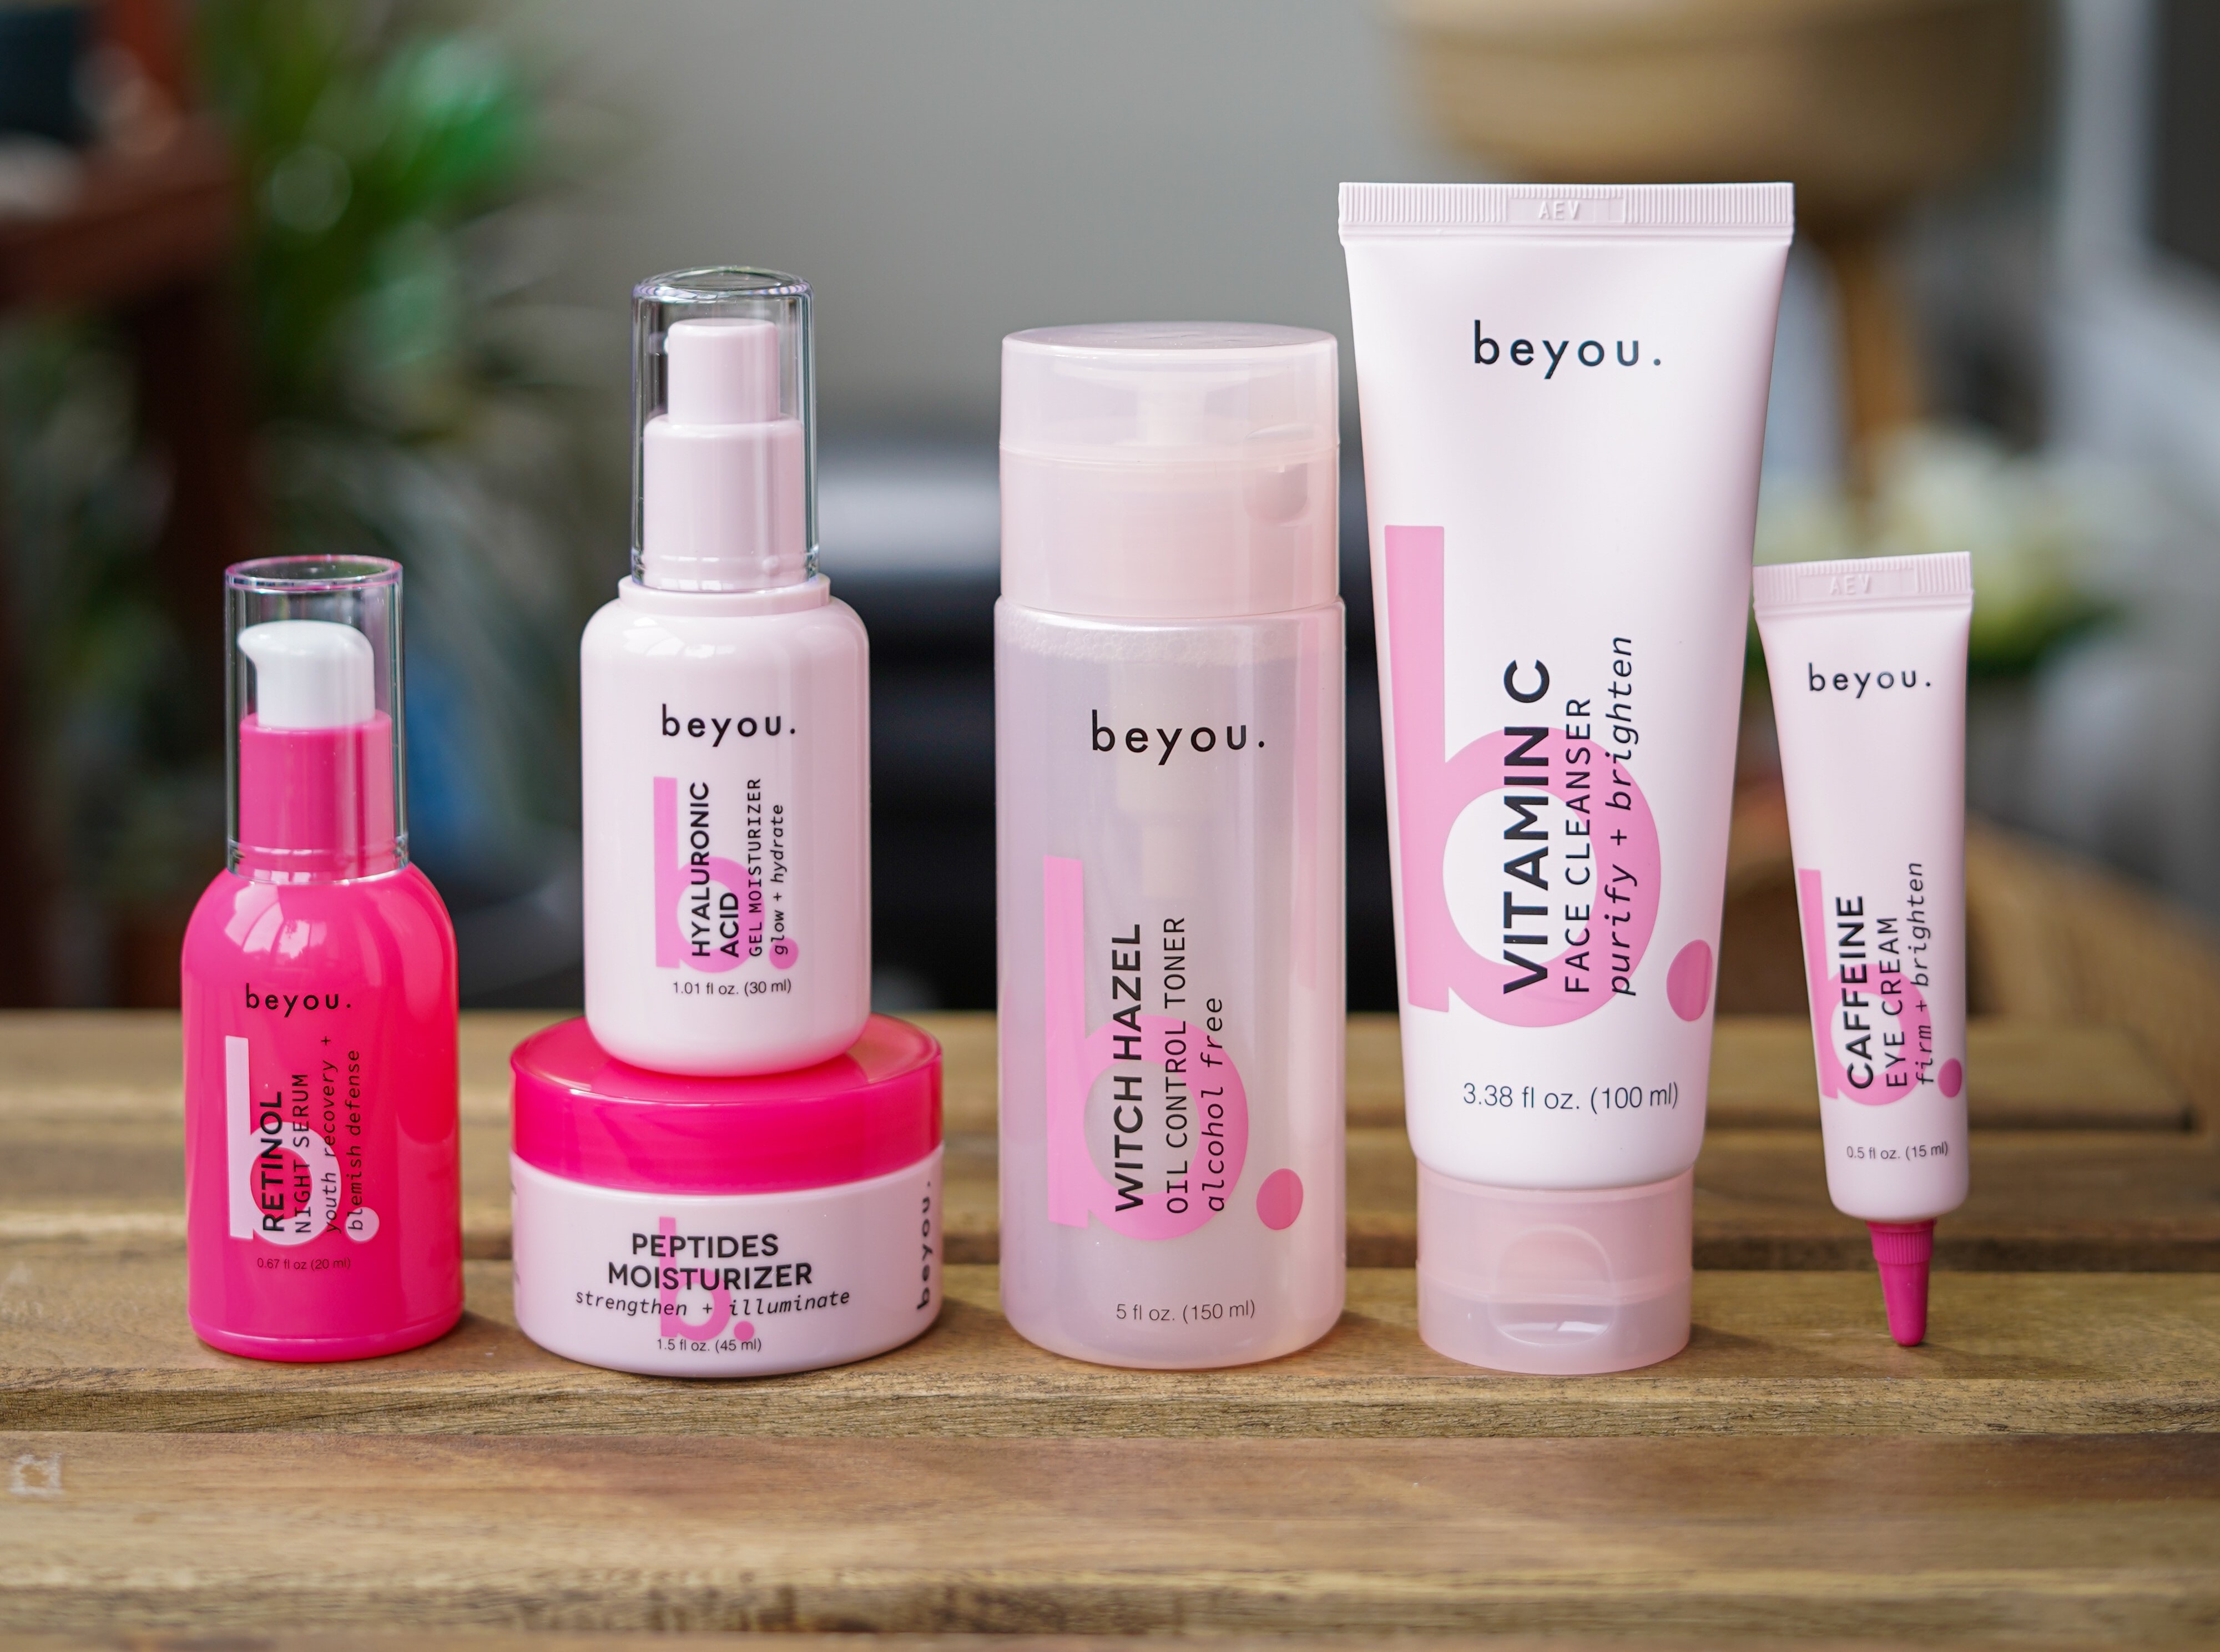 beyou.
b.
RETINOL
NIGHT SERUM
youth recovery +
blemish defense
0.67 fl oz (20 ml)
beyou.
b.
HYALURONIC
ACID
GEL MOISTURIZER
glow + hydrate
1.01 fl oz. (30 ml)
b.
PEPTIDES
MOISTURIZER
strengthen + illuminate
1.5 fl oz. (45 ml)
beyou.
beyou.
b.
WITCH HAZEL
OIL CONTROL TONER
alcohol free
5 fl oz. (150 ml)
AEV
beyou.
b.
VITAMIN C
FACE CLEANSER
purify + brighten
3.38 fl oz. (100 ml)
AEV
beyou.
b.
CAFFEINE
EYE CREAM
firm + brighten
0.5 fl oz. (15 ml)